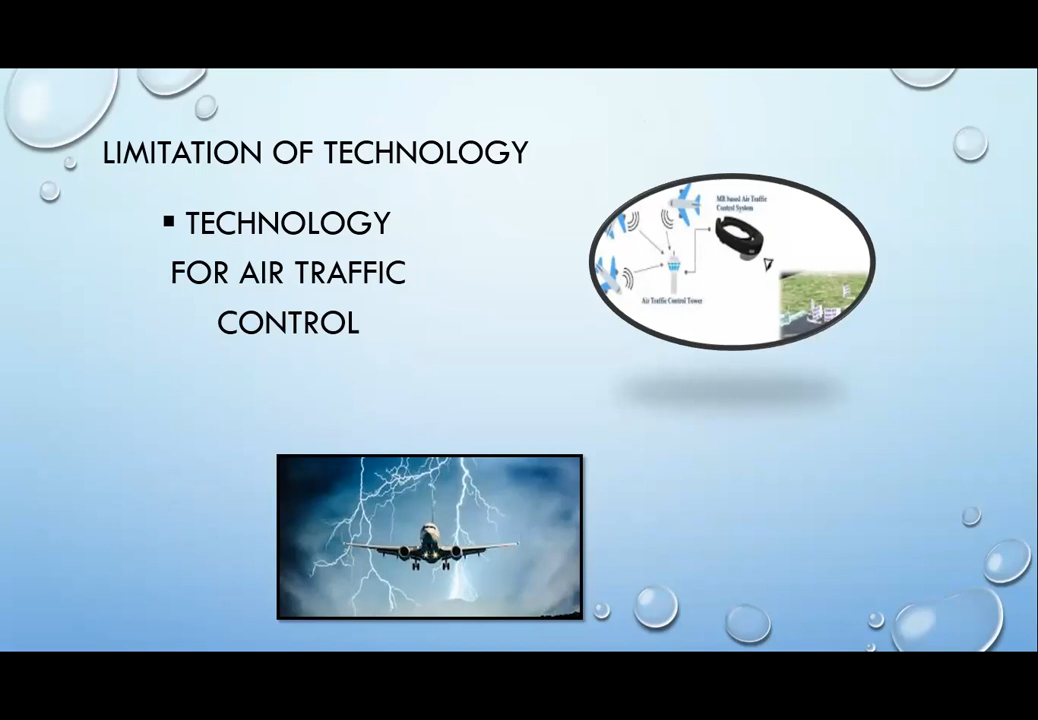 LIMITATION OF TECHNOLOGY
▪ TECHNOLOGY
FOR AIR TRAFFIC
CONTROL
MR based Air Traffic
Control System
Air Traffic Control Tower